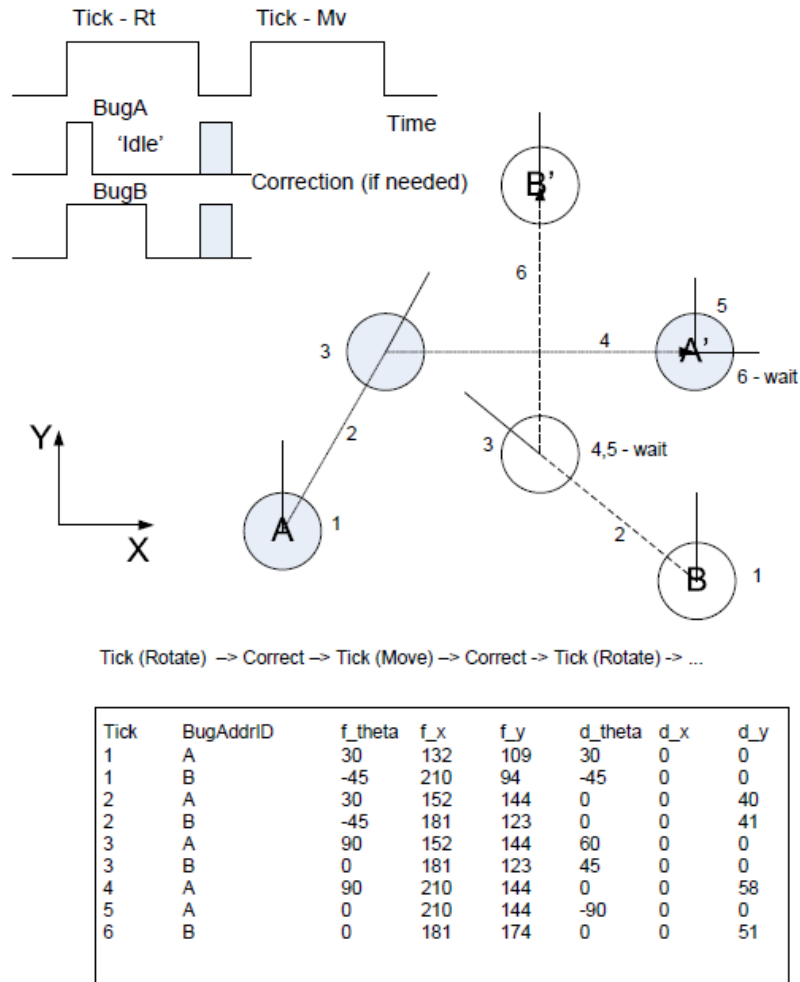 Tick - Rt Tick - Mv
BugA
Time
'Idle'
Correction (if needed)
BugB
B'
6
5
3
4
A'
6 - wait
2
Y
3
4,5 - wait
A
1
2
X
B
1
Tick (Rotate) –> Correct –> Tick (Move) –> Correct -> Tick (Rotate) -> ...
Tick BugAddrID f_theta f_x f_y d_theta d_x d_y
1 A 30 132 109 30 0 0
1 B -45 210 94 -45 0 0
2 A 30 152 144 0 0 40
2 B -45 181 123 0 0 41
3 A 90 152 144 60 0 0
3 B 0 181 123 45 0 0
4 A 90 210 144 0 0 58
5 A 0 210 144 -90 0 0
6 B 0 181 174 0 0 51